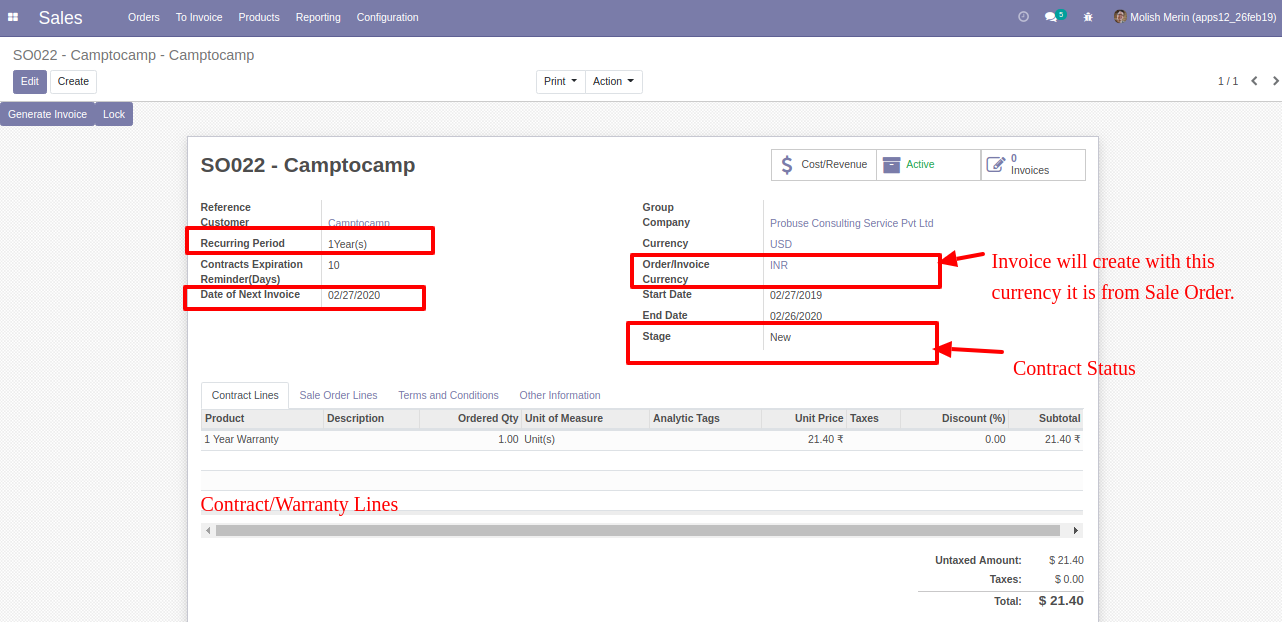 Sales Orders To Invoice Products Reporting Configuration 5 Molish Merin (apps12_26feb19)
SO022 - Camptocamp - Camptocamp
Edit Create Print Action 1 / 1
Generate Invoice Lock
SO022 - Camptocamp
Cost/Revenue Active 0 Invoices
Reference
Customer Camptocamp
Recurring Period 1Year(s)
Contracts Expiration Reminder(Days) 10
Date of Next Invoice 02/27/2020
Group
Company Probuse Consulting Service Pvt Ltd
Currency USD
Order/Invoice Currency INR
Start Date 02/27/2019
End Date 02/26/2020
Stage New
Invoice will create with this
currency it is from Sale Order.
Contract Status
Contract Lines Sale Order Lines Terms and Conditions Other Information
Product Description Ordered Qty Unit of Measure Analytic Tags Unit Price Taxes Discount (%) Subtotal
1 Year Warranty 1.00 Unit(s) 21.40 ₹ 0.00 21.40 ₹
Contract/Warranty Lines
Untaxed Amount: $ 21.40
Taxes: $ 0.00
Total: $ 21.40